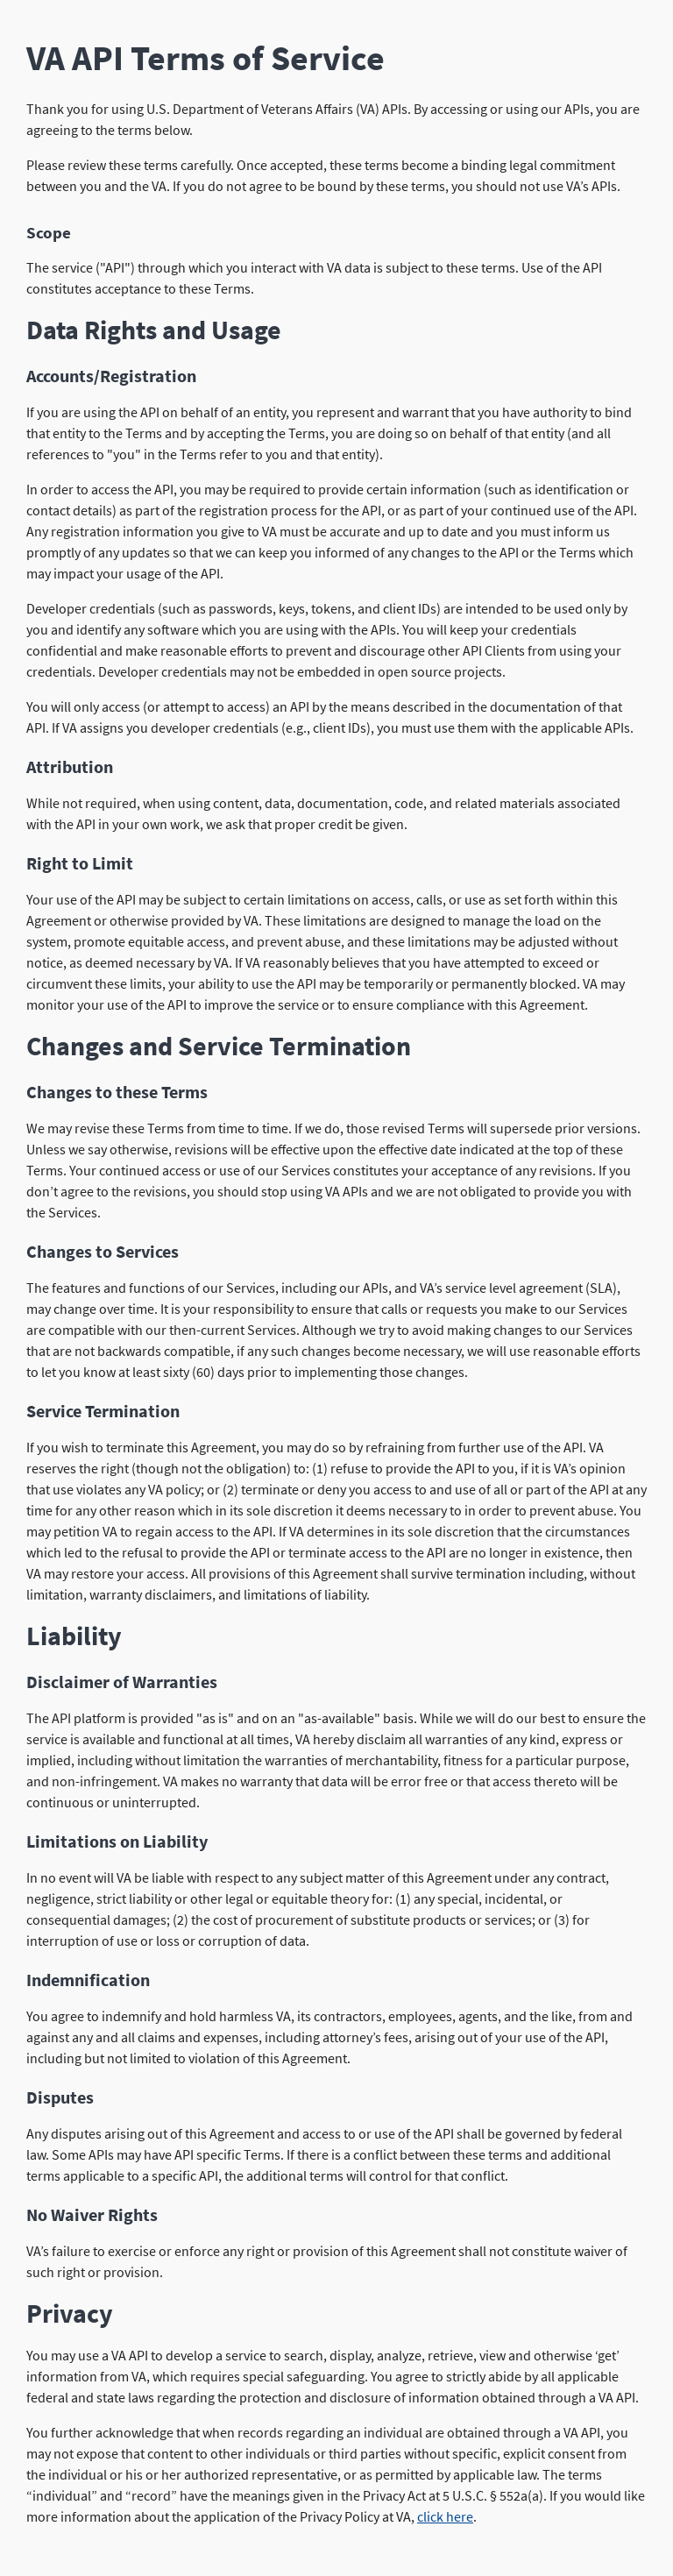 VA API Terms of Service
Thank you for using U.S. Department of Veterans Affairs (VA) APIs. By accessing or using our APIs, you are
agreeing to the terms below.
Please review these terms carefully. Once accepted, these terms become a binding legal commitment
between you and the VA. If you do not agree to be bound by these terms, you should not use VA’s APIs.
Scope
The service ("API") through which you interact with VA data is subject to these terms. Use of the API
constitutes acceptance to these Terms.
Data Rights and Usage
Accounts/Registration
If you are using the API on behalf of an entity, you represent and warrant that you have authority to bind
that entity to the Terms and by accepting the Terms, you are doing so on behalf of that entity (and all
references to "you" in the Terms refer to you and that entity).
In order to access the API, you may be required to provide certain information (such as identification or
contact details) as part of the registration process for the API, or as part of your continued use of the API.
Any registration information you give to VA must be accurate and up to date and you must inform us
promptly of any updates so that we can keep you informed of any changes to the API or the Terms which
may impact your usage of the API.
Developer credentials (such as passwords, keys, tokens, and client IDs) are intended to be used only by
you and identify any software which you are using with the APIs. You will keep your credentials
confidential and make reasonable efforts to prevent and discourage other API Clients from using your
credentials. Developer credentials may not be embedded in open source projects.
You will only access (or attempt to access) an API by the means described in the documentation of that
API. If VA assigns you developer credentials (e.g., client IDs), you must use them with the applicable APIs.
Attribution
While not required, when using content, data, documentation, code, and related materials associated
with the API in your own work, we ask that proper credit be given.
Right to Limit
Your use of the API may be subject to certain limitations on access, calls, or use as set forth within this
Agreement or otherwise provided by VA. These limitations are designed to manage the load on the
system, promote equitable access, and prevent abuse, and these limitations may be adjusted without
notice, as deemed necessary by VA. If VA reasonably believes that you have attempted to exceed or
circumvent these limits, your ability to use the API may be temporarily or permanently blocked. VA may
monitor your use of the API to improve the service or to ensure compliance with this Agreement.
Changes and Service Termination
Changes to these Terms
We may revise these Terms from time to time. If we do, those revised Terms will supersede prior versions.
Unless we say otherwise, revisions will be effective upon the effective date indicated at the top of these
Terms. Your continued access or use of our Services constitutes your acceptance of any revisions. If you
don’t agree to the revisions, you should stop using VA APIs and we are not obligated to provide you with
the Services.
Changes to Services
The features and functions of our Services, including our APIs, and VA’s service level agreement (SLA),
may change over time. It is your responsibility to ensure that calls or requests you make to our Services
are compatible with our then-current Services. Although we try to avoid making changes to our Services
that are not backwards compatible, if any such changes become necessary, we will use reasonable efforts
to let you know at least sixty (60) days prior to implementing those changes.
Service Termination
If you wish to terminate this Agreement, you may do so by refraining from further use of the API. VA
reserves the right (though not the obligation) to: (1) refuse to provide the API to you, if it is VA’s opinion
that use violates any VA policy; or (2) terminate or deny you access to and use of all or part of the API at any
time for any other reason which in its sole discretion it deems necessary to in order to prevent abuse. You
may petition VA to regain access to the API. If VA determines in its sole discretion that the circumstances
which led to the refusal to provide the API or terminate access to the API are no longer in existence, then
VA may restore your access. All provisions of this Agreement shall survive termination including, without
limitation, warranty disclaimers, and limitations of liability.
Liability
Disclaimer of Warranties
The API platform is provided "as is" and on an "as-available" basis. While we will do our best to ensure the
service is available and functional at all times, VA hereby disclaim all warranties of any kind, express or
implied, including without limitation the warranties of merchantability, fitness for a particular purpose,
and non-infringement. VA makes no warranty that data will be error free or that access thereto will be
continuous or uninterrupted.
Limitations on Liability
In no event will VA be liable with respect to any subject matter of this Agreement under any contract,
negligence, strict liability or other legal or equitable theory for: (1) any special, incidental, or
consequential damages; (2) the cost of procurement of substitute products or services; or (3) for
interruption of use or loss or corruption of data.
Indemnification
You agree to indemnify and hold harmless VA, its contractors, employees, agents, and the like, from and
against any and all claims and expenses, including attorney’s fees, arising out of your use of the API,
including but not limited to violation of this Agreement.
Disputes
Any disputes arising out of this Agreement and access to or use of the API shall be governed by federal
law. Some APIs may have API specific Terms. If there is a conflict between these terms and additional
terms applicable to a specific API, the additional terms will control for that conflict.
No Waiver Rights
VA’s failure to exercise or enforce any right or provision of this Agreement shall not constitute waiver of
such right or provision.
Privacy
You may use a VA API to develop a service to search, display, analyze, retrieve, view and otherwise ‘get’
information from VA, which requires special safeguarding. You agree to strictly abide by all applicable
federal and state laws regarding the protection and disclosure of information obtained through a VA API.
You further acknowledge that when records regarding an individual are obtained through a VA API, you
may not expose that content to other individuals or third parties without specific, explicit consent from
the individual or his or her authorized representative, or as permitted by applicable law. The terms
“individual” and “record” have the meanings given in the Privacy Act at 5 U.S.C. § 552a(a). If you would like
more information about the application of the Privacy Policy at VA, click here.